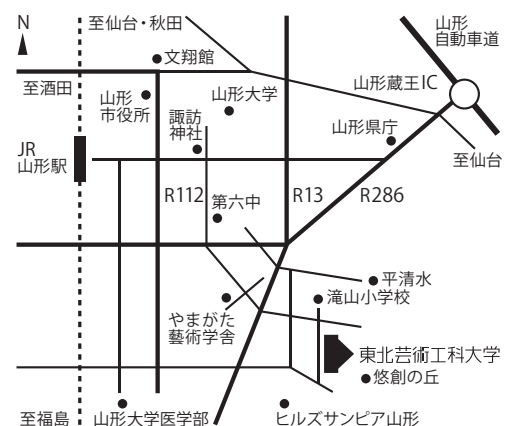 N
至仙台・秋田
山形
自動車道
文翔館
至酒田
山形蔵王IC
山形
市役所
山形大学
諏訪
神社
山形県庁
JR
山形駅
至仙台
R112
第六中
R13
R286
平清水
滝山小学校
やまがた
藝術学舎
東北芸術工科大学
悠創の丘
至福島
山形大学医学部
ヒルズサンピア山形